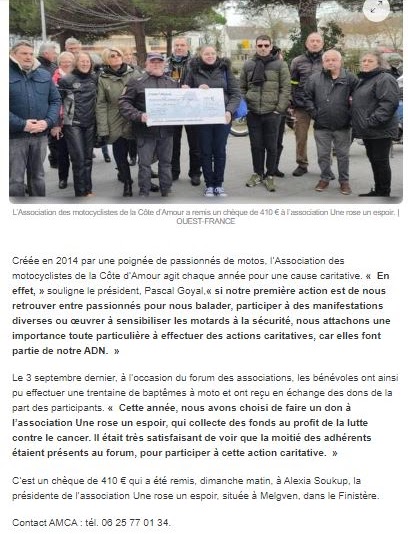 L'Association des motocyclistes de la Côte d'Amour a remis un chèque de 410 € à l'association Une rose un espoir. |
OUEST-FRANCE
Créée en 2014 par une poignée de passionnés de motos, l'Association des
motocyclistes de la Côte d'Amour agit chaque année pour une cause caritative. « En
effet, » souligne le président, Pascal Goyal,« si notre première action est de nous
retrouver entre passionnés pour nous balader, participer à des manifestations
diverses ou œuvrer à sensibiliser les motards à la sécurité, nous attachons une
importance toute particulière à effectuer des actions caritatives, car elles font
partie de notre ADN. »
Le 3 septembre dernier, à l'occasion du forum des associations, les bénévoles ont ainsi
pu effectuer une trentaine de baptêmes à moto et ont reçu en échange des dons de la
part des participants. « Cette année, nous avons choisi de faire un don à
l'association Une rose un espoir, qui collecte des fonds au profit de la lutte
contre le cancer. Il était très satisfaisant de voir que la moitié des adhérents
étaient présents au forum, pour participer à cette action caritative. »
C'est un chèque de 410 € qui a été remis, dimanche matin, à Alexia Soukup, la
présidente de l'association Une rose un espoir, située à Melgven, dans le Finistère.
Contact AMCA : tél. 06 25 77 01 34.